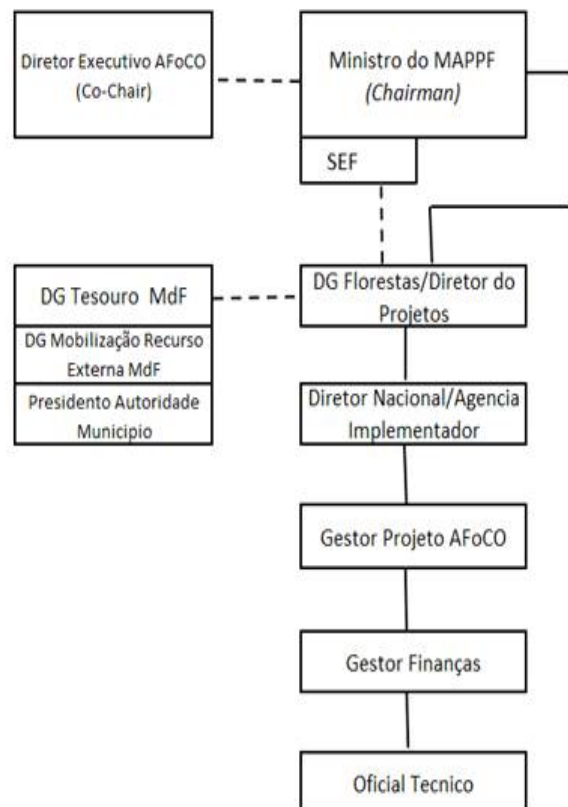 Diretor Executivo AFoCO
(Co-Chair)
Ministro do MAPPF
(Chairman)
SEF
DG Tesouro MdF
DG Mobilização Recurso
Externa MdF
Presidento Autoridade
Municipio
DG Florestas/Diretor do
Projetos
Diretor Nacional/Agencia
Implementador
Gestor Projeto AFoCO
Gestor Finanças
Oficial Tecnico